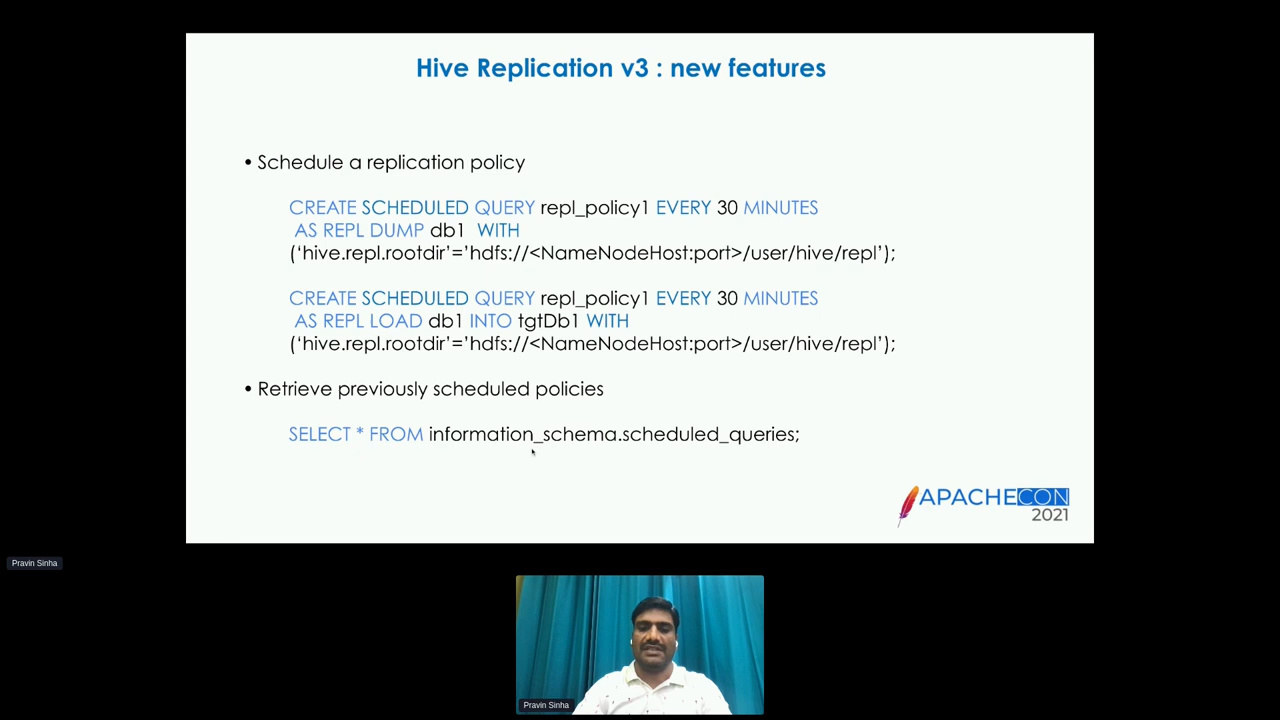 Hive Replication v3 : new features
• Schedule a replication policy
CREATE SCHEDULED QUERY repl_policy1 EVERY 30 MINUTES
AS REPL DUMP db1 WITH
(‘hive.repl.rootdir’=’hdfs://<NameNodeHost:port>/user/hive/repl’);
CREATE SCHEDULED QUERY repl_policy1 EVERY 30 MINUTES
AS REPL LOAD db1 INTO tgtDb1 WITH
(‘hive.repl.rootdir’=’hdfs://<NameNodeHost:port>/user/hive/repl’);
• Retrieve previously scheduled policies
SELECT * FROM information_schema.scheduled_queries;
APACHECON
2021
Pravin Sinha
Pravin Sinha